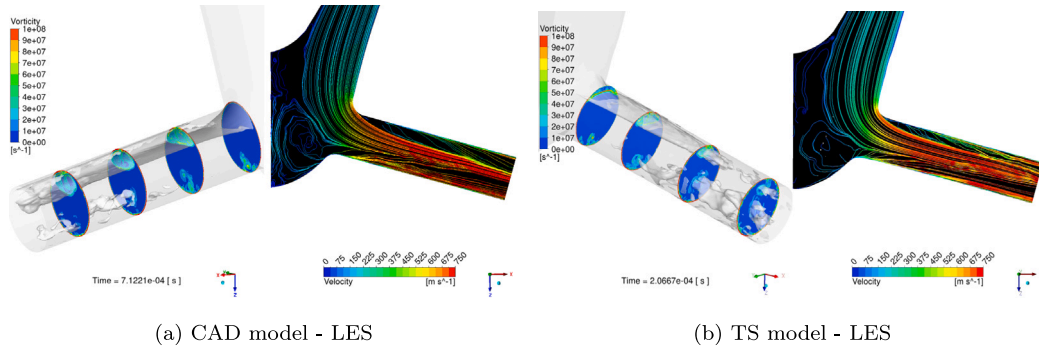 Vorticity
1e+08
9e+07
8e+07
7e+07
6e+07
5e+07
4e+07
3e+07
2e+07
1e+07
0e+00
[s^-1]
Time = 7.1221e-04 [ s ]
x
z
0 75 150 225 300 375 450 525 600 675 750
Velocity [m s^-1]
x
z
Vorticity
1e+08
9e+07
8e+07
7e+07
6e+07
5e+07
4e+07
3e+07
2e+07
1e+07
0e+00
[s^-1]
Time = 2.0667e-04 [ s ]
0 75 150 225 300 375 450 525 600 675 750
Velocity [m s^-1]
x
z
(a) CAD model - LES
(b) TS model - LES